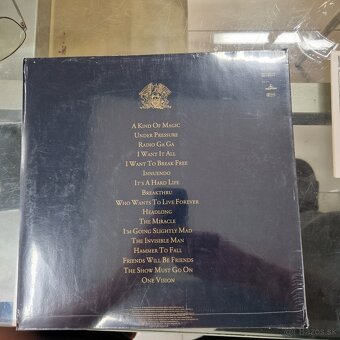 A KIND OF MAGIC
UNDER PRESSURE
RADIO GA GA
I WANT IT ALL
I WANT TO BREAK FREE
INNUENDO
IT'S A HARD LIFE
BREAKTHRU
WHO WANTS TO LIVE FOREVER
HEADLONG
THE MIRACLE
I'M GOING SLIGHTLY MAD
THE INVISIBLE MAN
HAMMER TO FALL
FRIENDS WILL BE FRIENDS
THE SHOW MUST GO ON
ONE VISION
bazos.sk